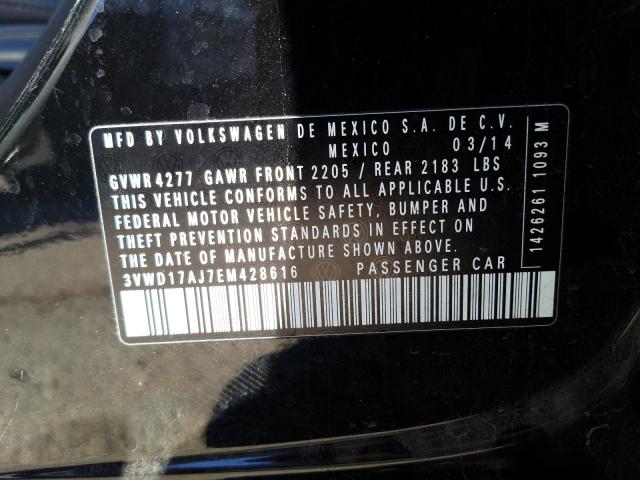 MFD BY VOLKSWAGEN DE MEXICO S.A. DE C.V.
MEXICO 03/14
GVWR 4277 GAWR FRONT 2205 / REAR 2183 LBS
THIS VEHICLE CONFORMS TO ALL APPLICABLE U.S.
FEDERAL MOTOR VEHICLE SAFETY, BUMPER AND
THEFT PREVENTION STANDARDS IN EFFECT ON
THE DATE OF MANUFACTURE SHOWN ABOVE.
3VWD17AJ7EM428616 PASSENGER CAR
1426261 1093 M